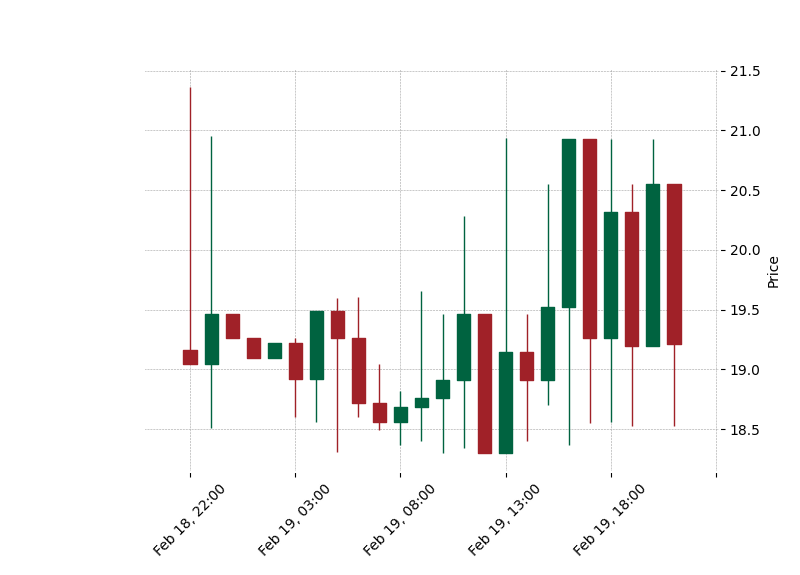 21.5
21.0
20.5
20.0
19.5
19.0
18.5
Price
Feb 18, 22:00
Feb 19, 03:00
Feb 19, 08:00
Feb 19, 13:00
Feb 19, 18:00